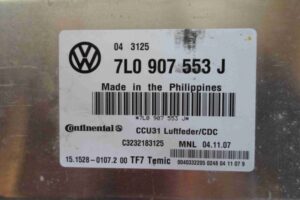 04 3125
7L0 907 553 J
Made in the Philippines
*7L0 907 553 J*
Continental CCU31 Luftfeder/CDC
C3232183125 MNL 04.11.07
15.1528-0107.2 00 TF7 Temic